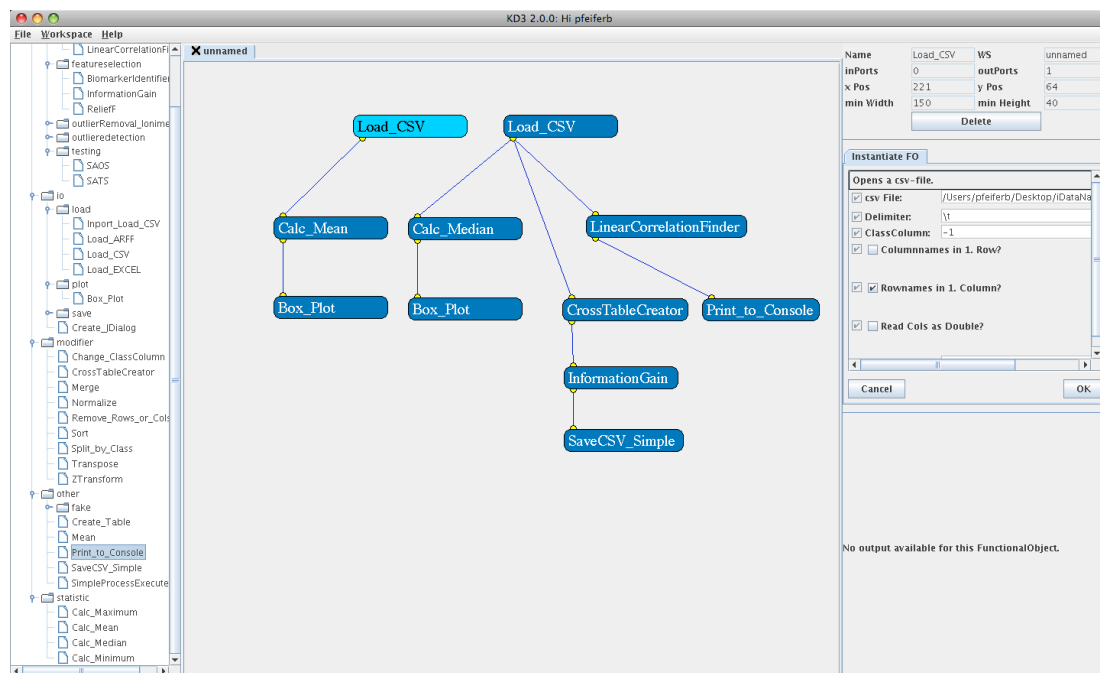 KD3 2.0.0: Hi pfeiferb
File Workspace Help
LinearCorrelationFi
featureselection
BiomarkerIdentifier
InformationGain
ReliefF
outlierRemoval_Ionime
outlieredetection
testing
SAOS
SATS
io
load
Inport_Load_CSV
Load_ARFF
Load_CSV
Load_EXCEL
plot
Box_Plot
save
Create_JDialog
modifier
Change_ClassColumn
CrossTableCreator
Merge
Normalize
Remove_Rows_or_Cols
Sort
Split_by_Class
Transpose
ZTransform
other
fake
Create_Table
Mean
Print_to_Console
SaveCSV_Simple
SimpleProcessExecute
statistic
Calc_Maximum
Calc_Mean
Calc_Median
Calc_Minimum
unnamed
Load_CSV
Load_CSV
Calc_Mean
Calc_Median
LinearCorrelationFinder
Box_Plot
Box_Plot
CrossTableCreator
Print_to_Console
InformationGain
SaveCSV_Simple
Name Load_CSV WS unnamed
inPorts 0 outPorts 1
x Pos 221 y Pos 64
min Width 150 min Height 40
Delete
Instantiate FO
Opens a csv-file.
csv File: /Users/pfeiferb/Desktop/iDataNa
Delimiter: \t
ClassColumn: -1
Columnnames in 1. Row?
Rownames in 1. Column?
Read Cols as Double?
Cancel OK
No output available for this FunctionalObject.